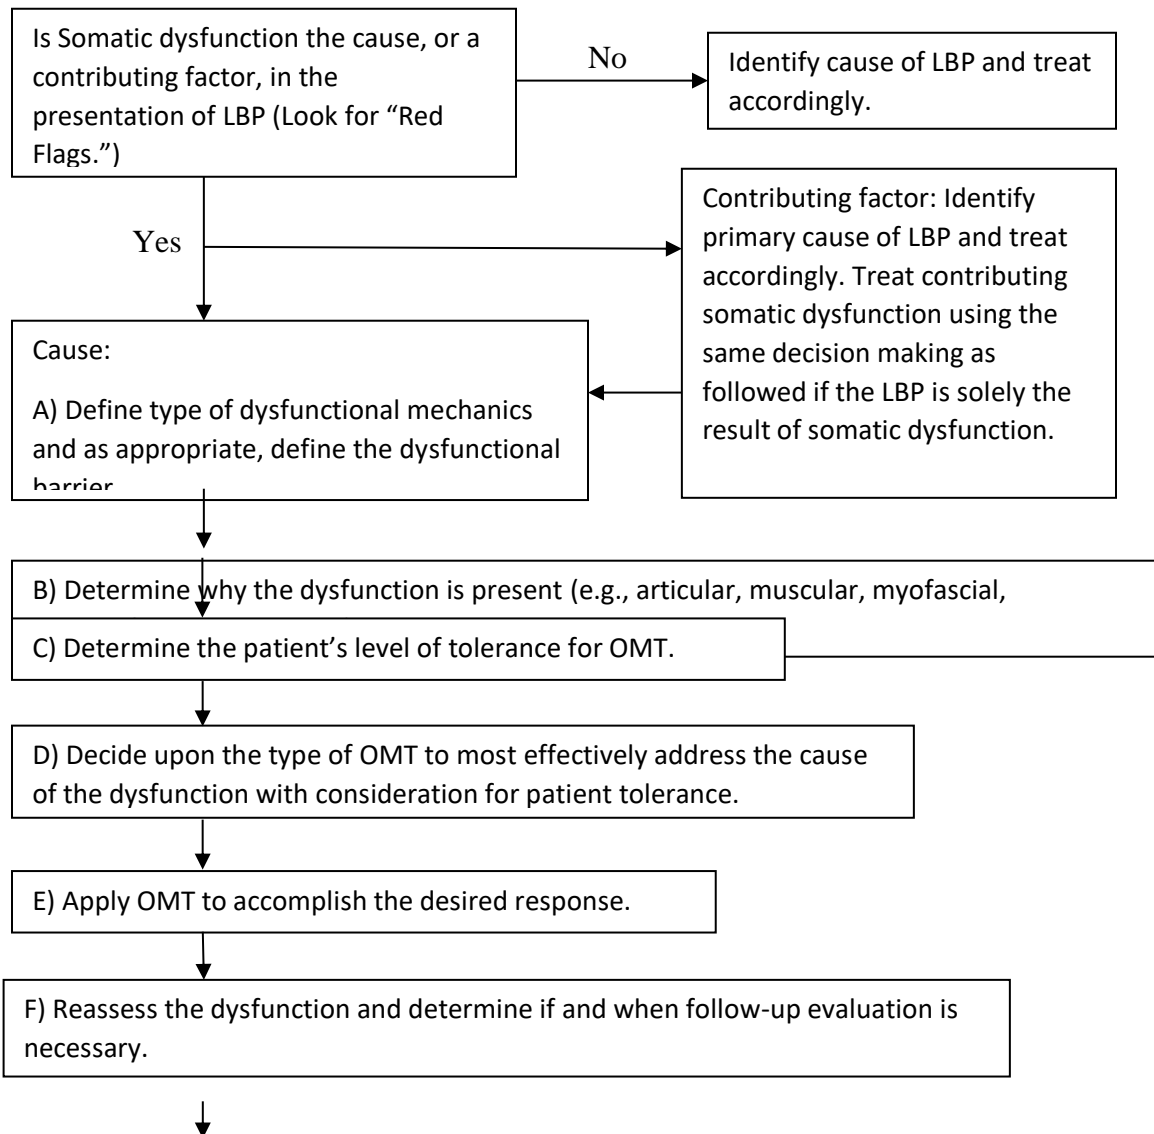 Is Somatic dysfunction the cause, or a
contributing factor, in the
presentation of LBP (Look for “Red
Flags.”)
No
Identify cause of LBP and treat
accordingly.
Yes
Contributing factor: Identify
primary cause of LBP and treat
accordingly. Treat contributing
somatic dysfunction using the
same decision making as
followed if the LBP is solely the
result of somatic dysfunction.
Cause:
A) Define type of dysfunctional mechanics
and as appropriate, define the dysfunctional
barrier
B) Determine why the dysfunction is present (e.g., articular, muscular, myofascial,
C) Determine the patient’s level of tolerance for OMT.
D) Decide upon the type of OMT to most effectively address the cause
of the dysfunction with consideration for patient tolerance.
E) Apply OMT to accomplish the desired response.
F) Reassess the dysfunction and determine if and when follow-up evaluation is
necessary.